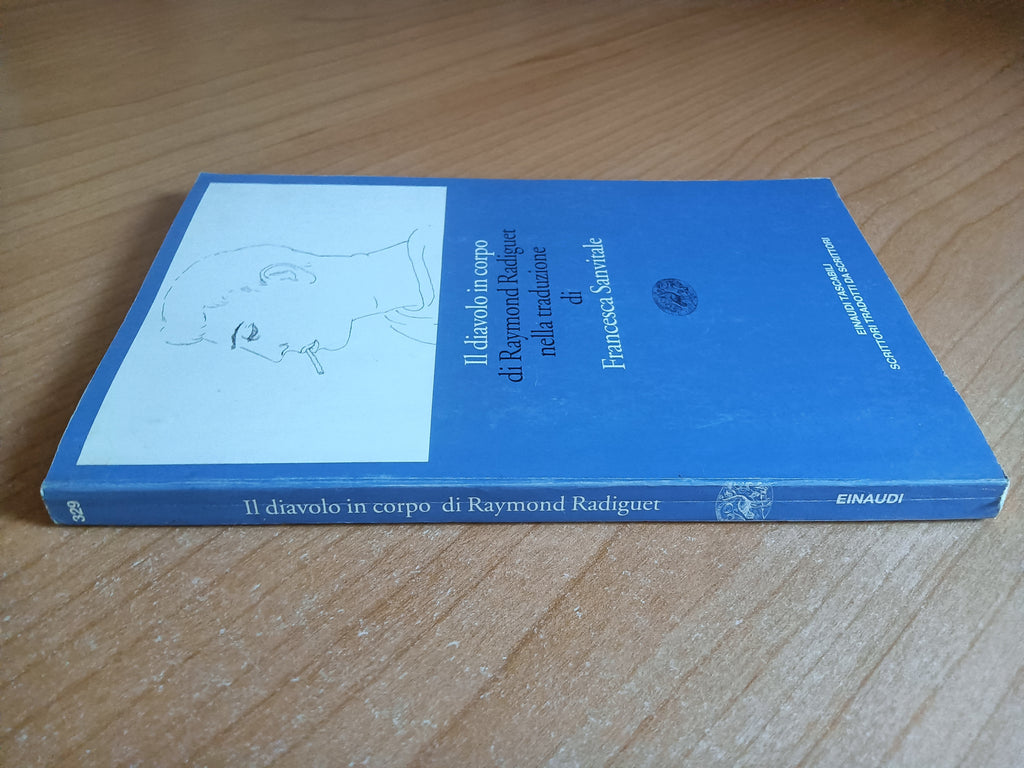 Il diavolo in corpo
di Raymond Radiguet
nella traduzione
di
Francesca Sanvitale
EINAUDI TASCABILI
SCRITTORI TRADOTTI DA SCRITTORI
329
Il diavolo in corpo di Raymond Radiguet
EINAUDI